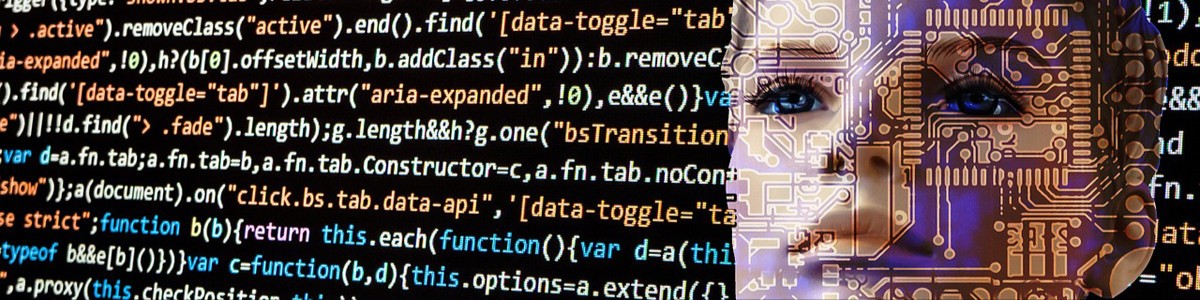 > .active").removeClass("active").end().find('[data-toggle="tab" !1)
ia-expanded",!0),h?(b[0].offsetWidth,b.addClass("in")):b.removeC
).find('[data-toggle="tab"]').attr("aria-expanded",!0),e&&e()}va
e")||!!d.find("> .fade").length);g.length&&h?g.one("bsTransition
;var d=a.fn.tab;a.fn.tab=b,a.fn.tab.Constructor=c,a.fn.tab.noCon fn.
show")};a(document).on("click.bs.tab.data-api",'[data-toggle="ta
se strict";function b(b){return this.each(function(){var d=a(thi
typeof b&&e[b]()})}var c=function(b,d){this.options=a.extend({}
",a.proxy(this.checkPosition